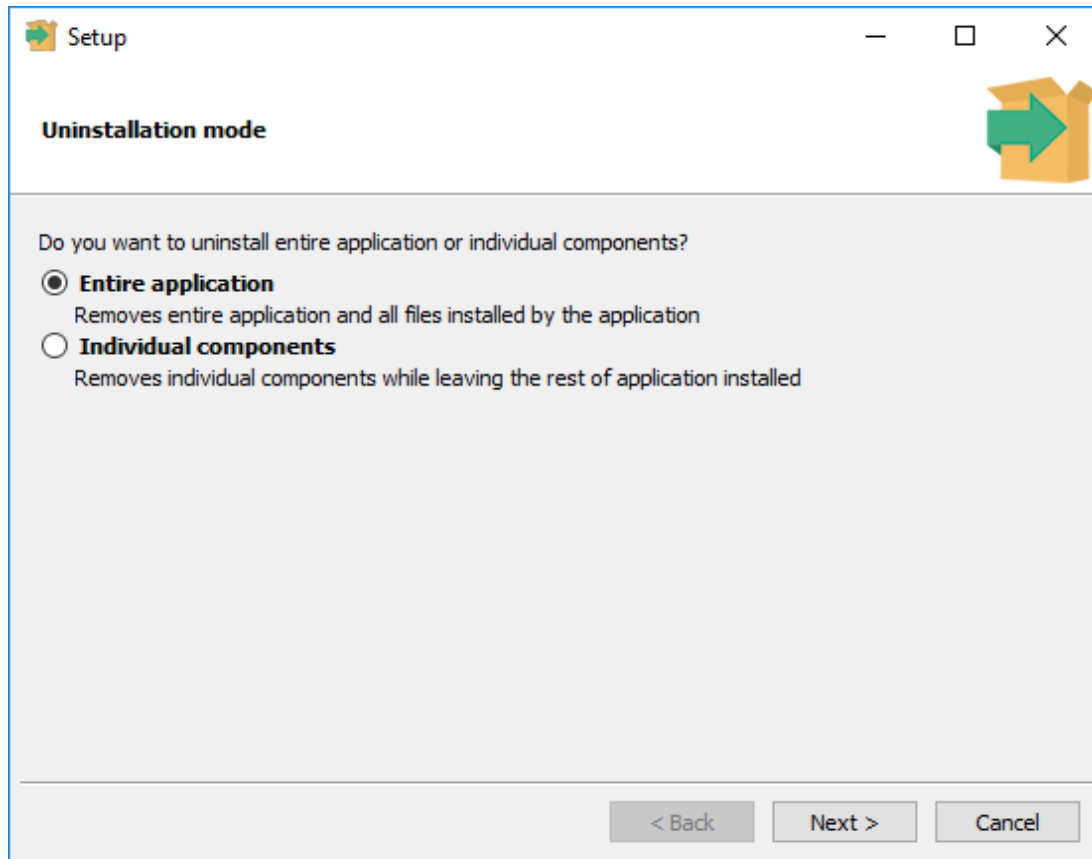 Setup
Uninstallation mode
Do you want to uninstall entire application or individual components?
Entire application
Removes entire application and all files installed by the application
Individual components
Removes individual components while leaving the rest of application installed
< Back
Next >
Cancel